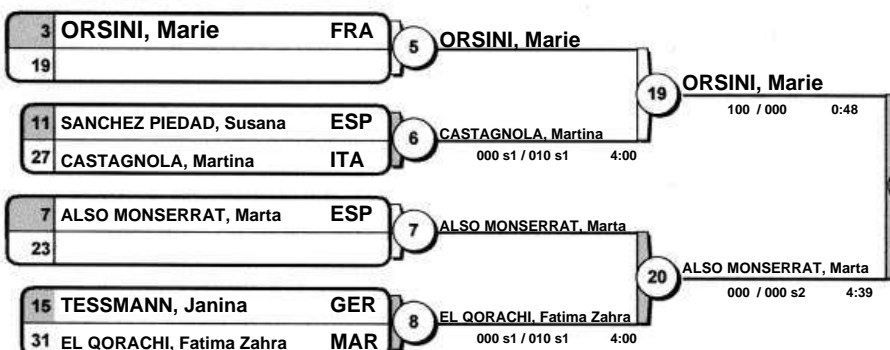 3 ORSINI, Marie FRA
19
5 ORSINI, Marie
11 SANCHEZ PIEDAD, Susana ESP
27 CASTAGNOLA, Martina ITA
6 CASTAGNOLA, Martina
000 s1 / 010 s1 4:00
19 ORSINI, Marie
100 / 000 0:48
7 ALSO MONSERRAT, Marta ESP
23
7 ALSO MONSERRAT, Marta
15 TESSMANN, Janina GER
31 EL QORACHI, Fatima Zahra MAR
8 EL QORACHI, Fatima Zahra
000 s1 / 010 s1 4:00
20 ALSO MONSERRAT, Marta
000 / 000 s2 4:39